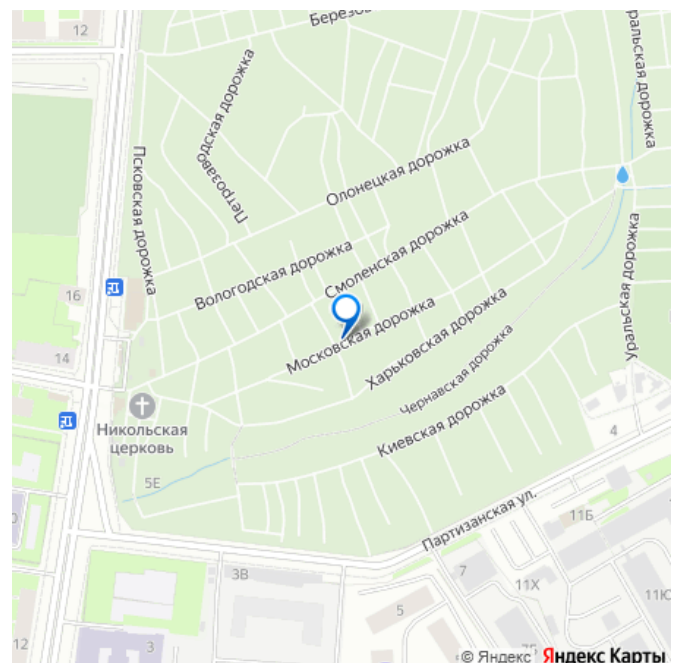 12
Березов
ральская дорожка
Петрозаводская дорожка
Псковская дорожка
Олонецкая дорожка
Вологодская дорожка
Смоленская дорожка
16
Московская дорожка
Харьковская дорожка
Уральская дорожка
14
Чернавская дорожка
Киевская дорожка
Никольская
церковь
4
5Е
Партизанская ул.
11Б
3В
7
11Х
11Ю
5
12
3
© Яндекс Яндекс Карты